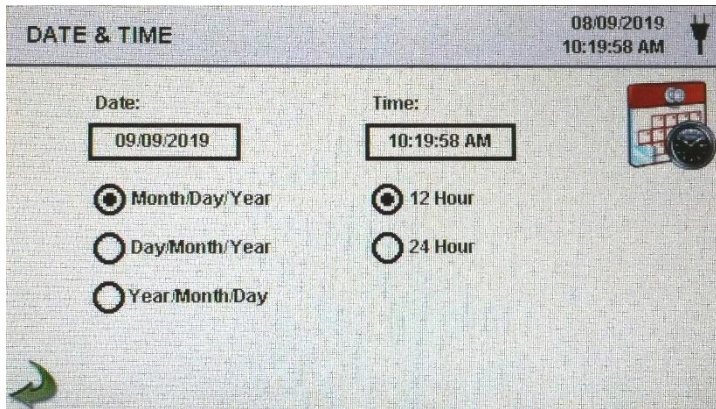 DATE & TIME
08/09/2019
10:19:58 AM
Date:
Time:
09/09/2019
10:19:58 AM
Month/Day/Year
12 Hour
Day/Month/Year
24 Hour
Year/Month/Day